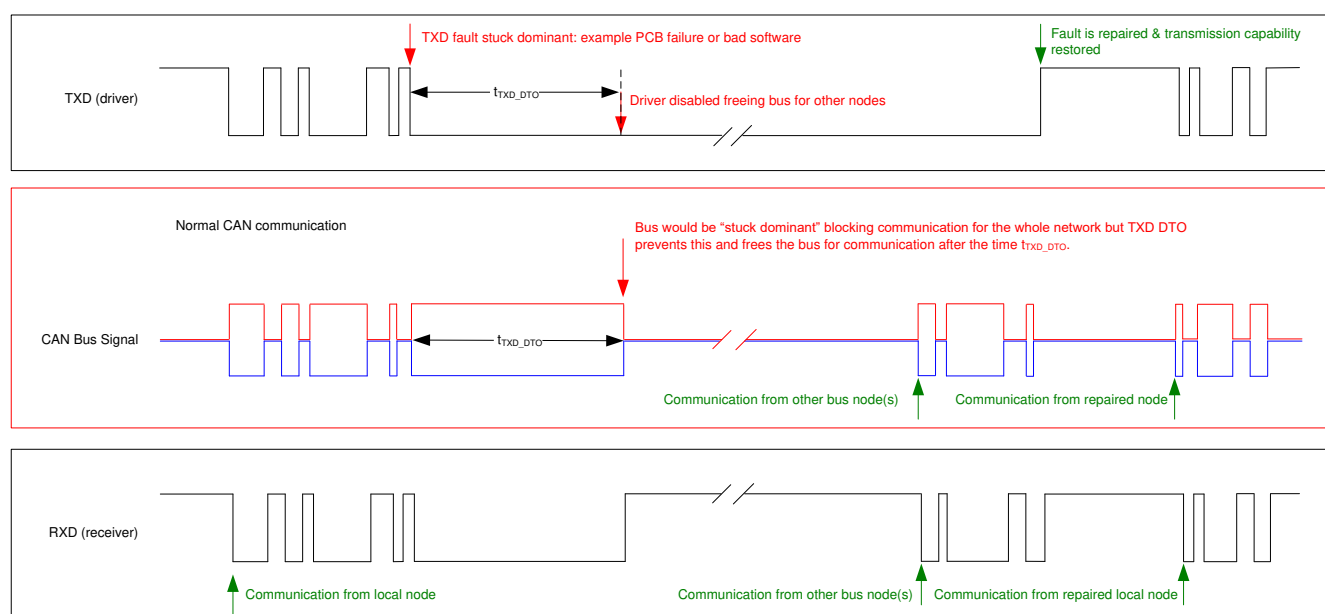 TXD fault stuck dominant: example PCB failure or bad software
Fault is repaired & transmission capability
restored
TXD (driver)
tTXD_DTO
Driver disabled freeing bus for other nodes
Normal CAN communication
Bus would be “stuck dominant” blocking communication for the whole network but TXD DTO
prevents this and frees the bus for communication after the time tTXD_DTO.
CAN Bus Signal
tTXD_DTO
Communication from other bus node(s)
Communication from repaired node
RXD (receiver)
Communication from local node
Communication from other bus node(s)
Communication from repaired local node